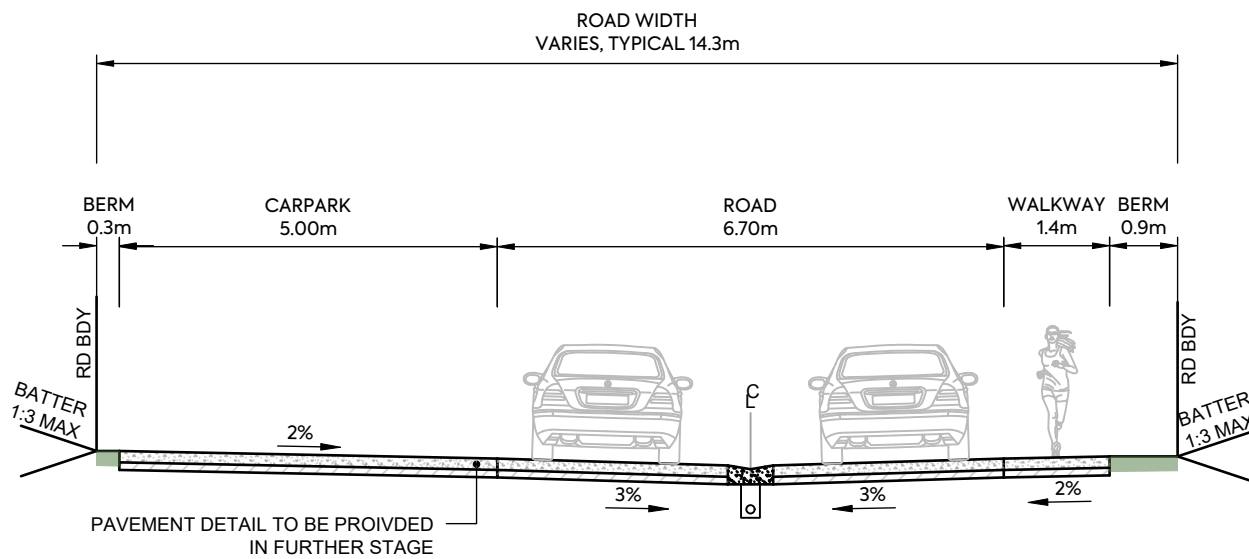 ROAD WIDTH
VARIES, TYPICAL 14.3m
BERM
0.3m
CARPARK
5.00m
ROAD
6.70m
WALKWAY
1.4m
BERM
0.9m
RD BDY
RD BDY
BATTER
1:3 MAX
BATTER
1:3 MAX
CL
2%
3%
3%
2%
PAVEMENT DETAIL TO BE PROIVDED
IN FURTHER STAGE